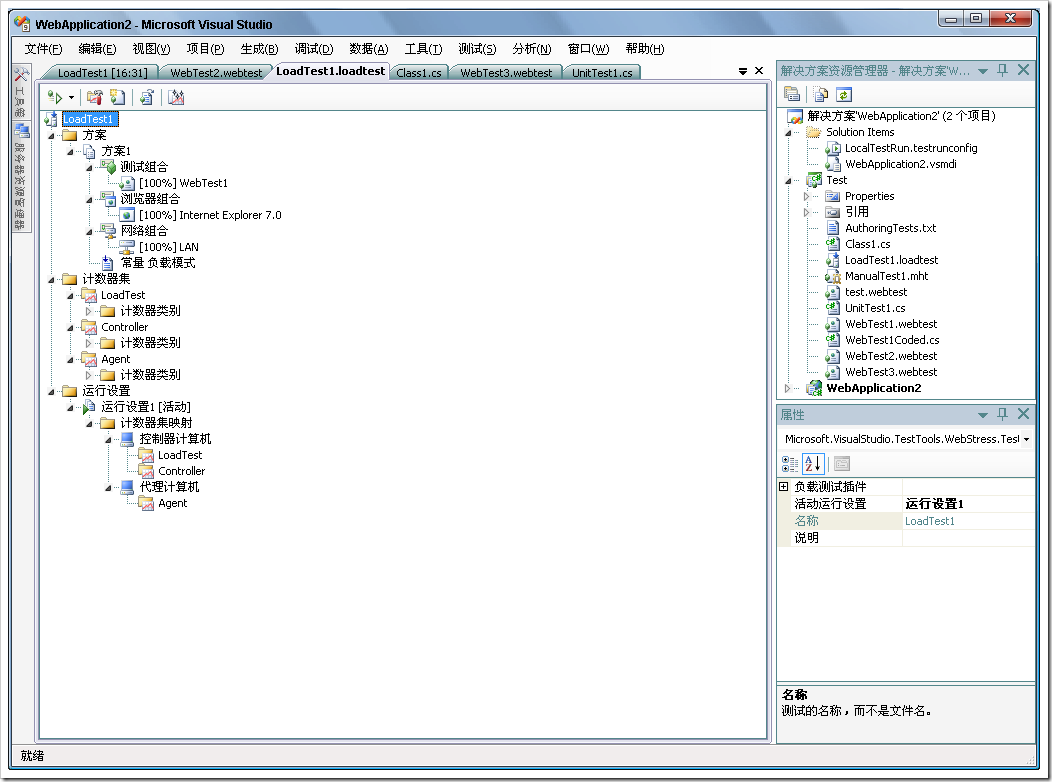 WebApplication2 - Microsoft Visual Studio
文件(F) 编辑(E) 视图(V) 项目(P) 生成(B) 调试(D) 数据(A) 工具(T) 测试(S) 分析(N) 窗口(W) 帮助(H)
LoadTest1 [16:31] WebTest2.webtest LoadTest1.loadtest Class1.cs WebTest3.webtest UnitTest1.cs
工具箱
服务器资源管理器
LoadTest1
方案
方案1
测试组合
[100%] WebTest1
浏览器组合
[100%] Internet Explorer 7.0
网络组合
[100%] LAN
常量 负载模式
计数器集
LoadTest
计数器类别
Controller
计数器类别
Agent
计数器类别
运行设置
运行设置1 [活动]
计数器集映射
控制器计算机
LoadTest
Controller
代理计算机
Agent
解决方案资源管理器 - 解决方案'W...
解决方案'WebApplication2' (2 个项目)
Solution Items
LocalTestRun.testrunconfig
WebApplication2.vsmdi
Test
Properties
引用
AuthoringTests.txt
Class1.cs
LoadTest1.loadtest
ManualTest1.mht
test.webtest
UnitTest1.cs
WebTest1.webtest
WebTest1Coded.cs
WebTest2.webtest
WebTest3.webtest
WebApplication2
属性
Microsoft.VisualStudio.TestTools.WebStress.Test
负载测试插件
活动运行设置 运行设置1
名称 LoadTest1
说明
名称
测试的名称，而不是文件名。
就绪